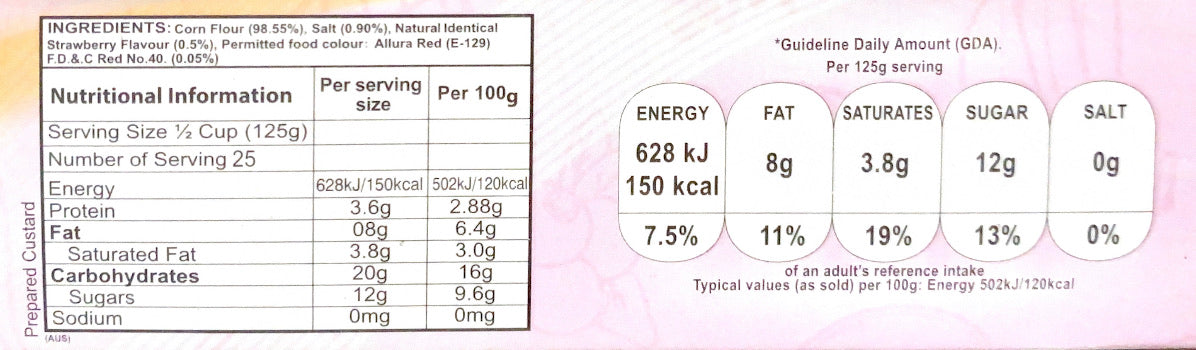 INGREDIENTS: Corn Flour (98.55%), Salt (0.90%), Natural Identical
Strawberry Flavour (0.5%), Permitted food colour: Allura Red (E-129)
F.D.&.C Red No.40. (0.05%)
Nutritional Information Per serving size Per 100g
Serving Size ½ Cup (125g)
Number of Serving 25
Energy 628kJ/150kcal 502kJ/120kcal
Protein 3.6g 2.88g
Fat 08g 6.4g
Saturated Fat 3.8g 3.0g
Carbohydrates 20g 16g
Sugars 12g 9.6g
Sodium 0mg 0mg
Prepared Custard
(AUS)
*Guideline Daily Amount (GDA).
Per 125g serving
ENERGY FAT SATURATES SUGAR SALT
628 kJ
150 kcal 8g 3.8g 12g 0g
7.5% 11% 19% 13% 0%
of an adult's reference intake
Typical values (as sold) per 100g: Energy 502kJ/120kcal